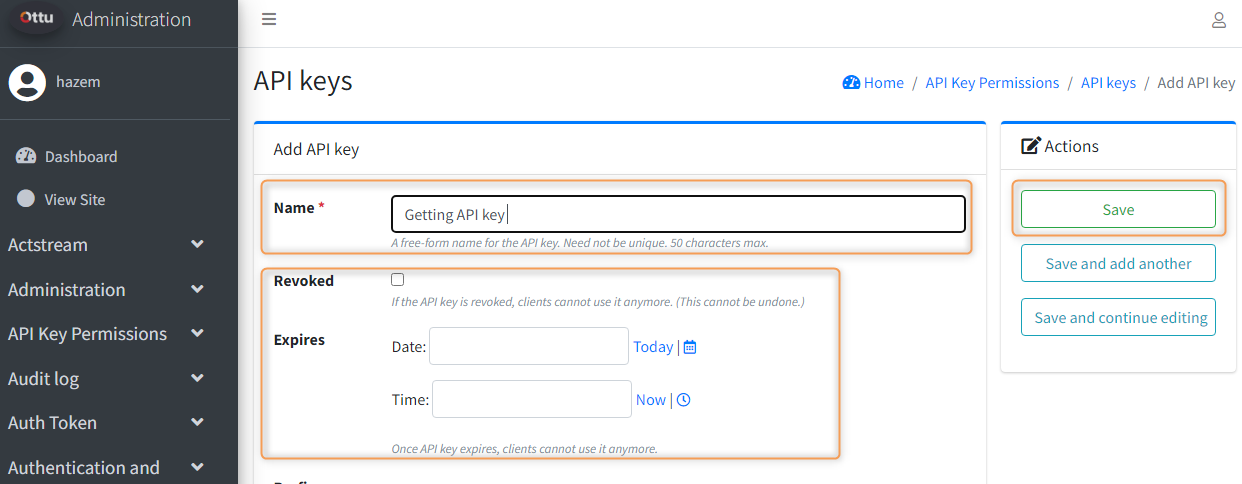 Ottu Administration
hazem
Dashboard
View Site
Actstream
Administration
API Key Permissions
Audit log
Auth Token
Authentication and
API keys
Home / API Key Permissions / API keys / Add API key
Add API key
Name *
Getting API key
A free-form name for the API key. Need not be unique. 50 characters max.
Revoked
If the API key is revoked, clients cannot use it anymore. (This cannot be undone.)
Expires
Date: Today |
Time: Now |
Once API key expires, clients cannot use it anymore.
Actions
Save
Save and add another
Save and continue editing